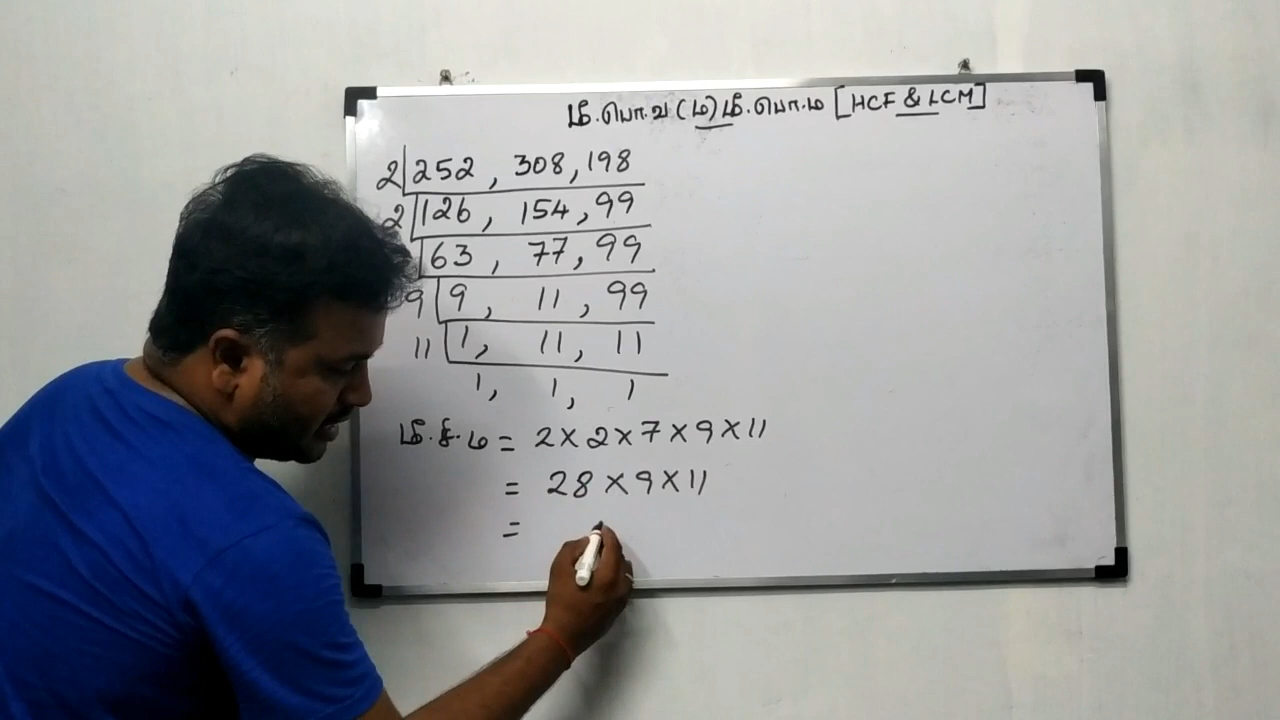 மீ.பொ.வ (ம) மீ.பொ.ம [HCF & LCM]
2|252, 308, 198
2|126, 154, 99
|63, 77, 99
9|9, 11, 99
11|1, 11, 11
1, 1, 1
மீ.சி.ம = 2×2×7×9×11
= 28×9×11
=